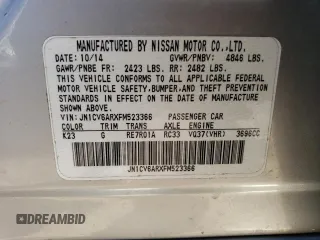 MANUFACTURED BY NISSAN MOTOR CO.,LTD.
DATE: 10/14 GVWR/PNBV: 4846 LBS.
GAWR/PNBE FR: 2423 LBS. RR: 2482 LBS.
THIS VEHICLE CONFORMS TO ALL APPLICABLE FEDERAL
MOTOR VEHICLE SAFETY,BUMPER,AND THEFT
PREVENTION STANDARDS IN EFFECT ON THE DATE OF MANUFACTURE
SHOWN ABOVE.
VIN: JN1CV6ARXFM523366 PASSENGER CAR
COLOR TRIM TRANS AXLE ENGINE
K23 G RE7R01A RC33 VQ37(VHR) 3696CC
JN1CV6ARXFM523366
DREAMBID